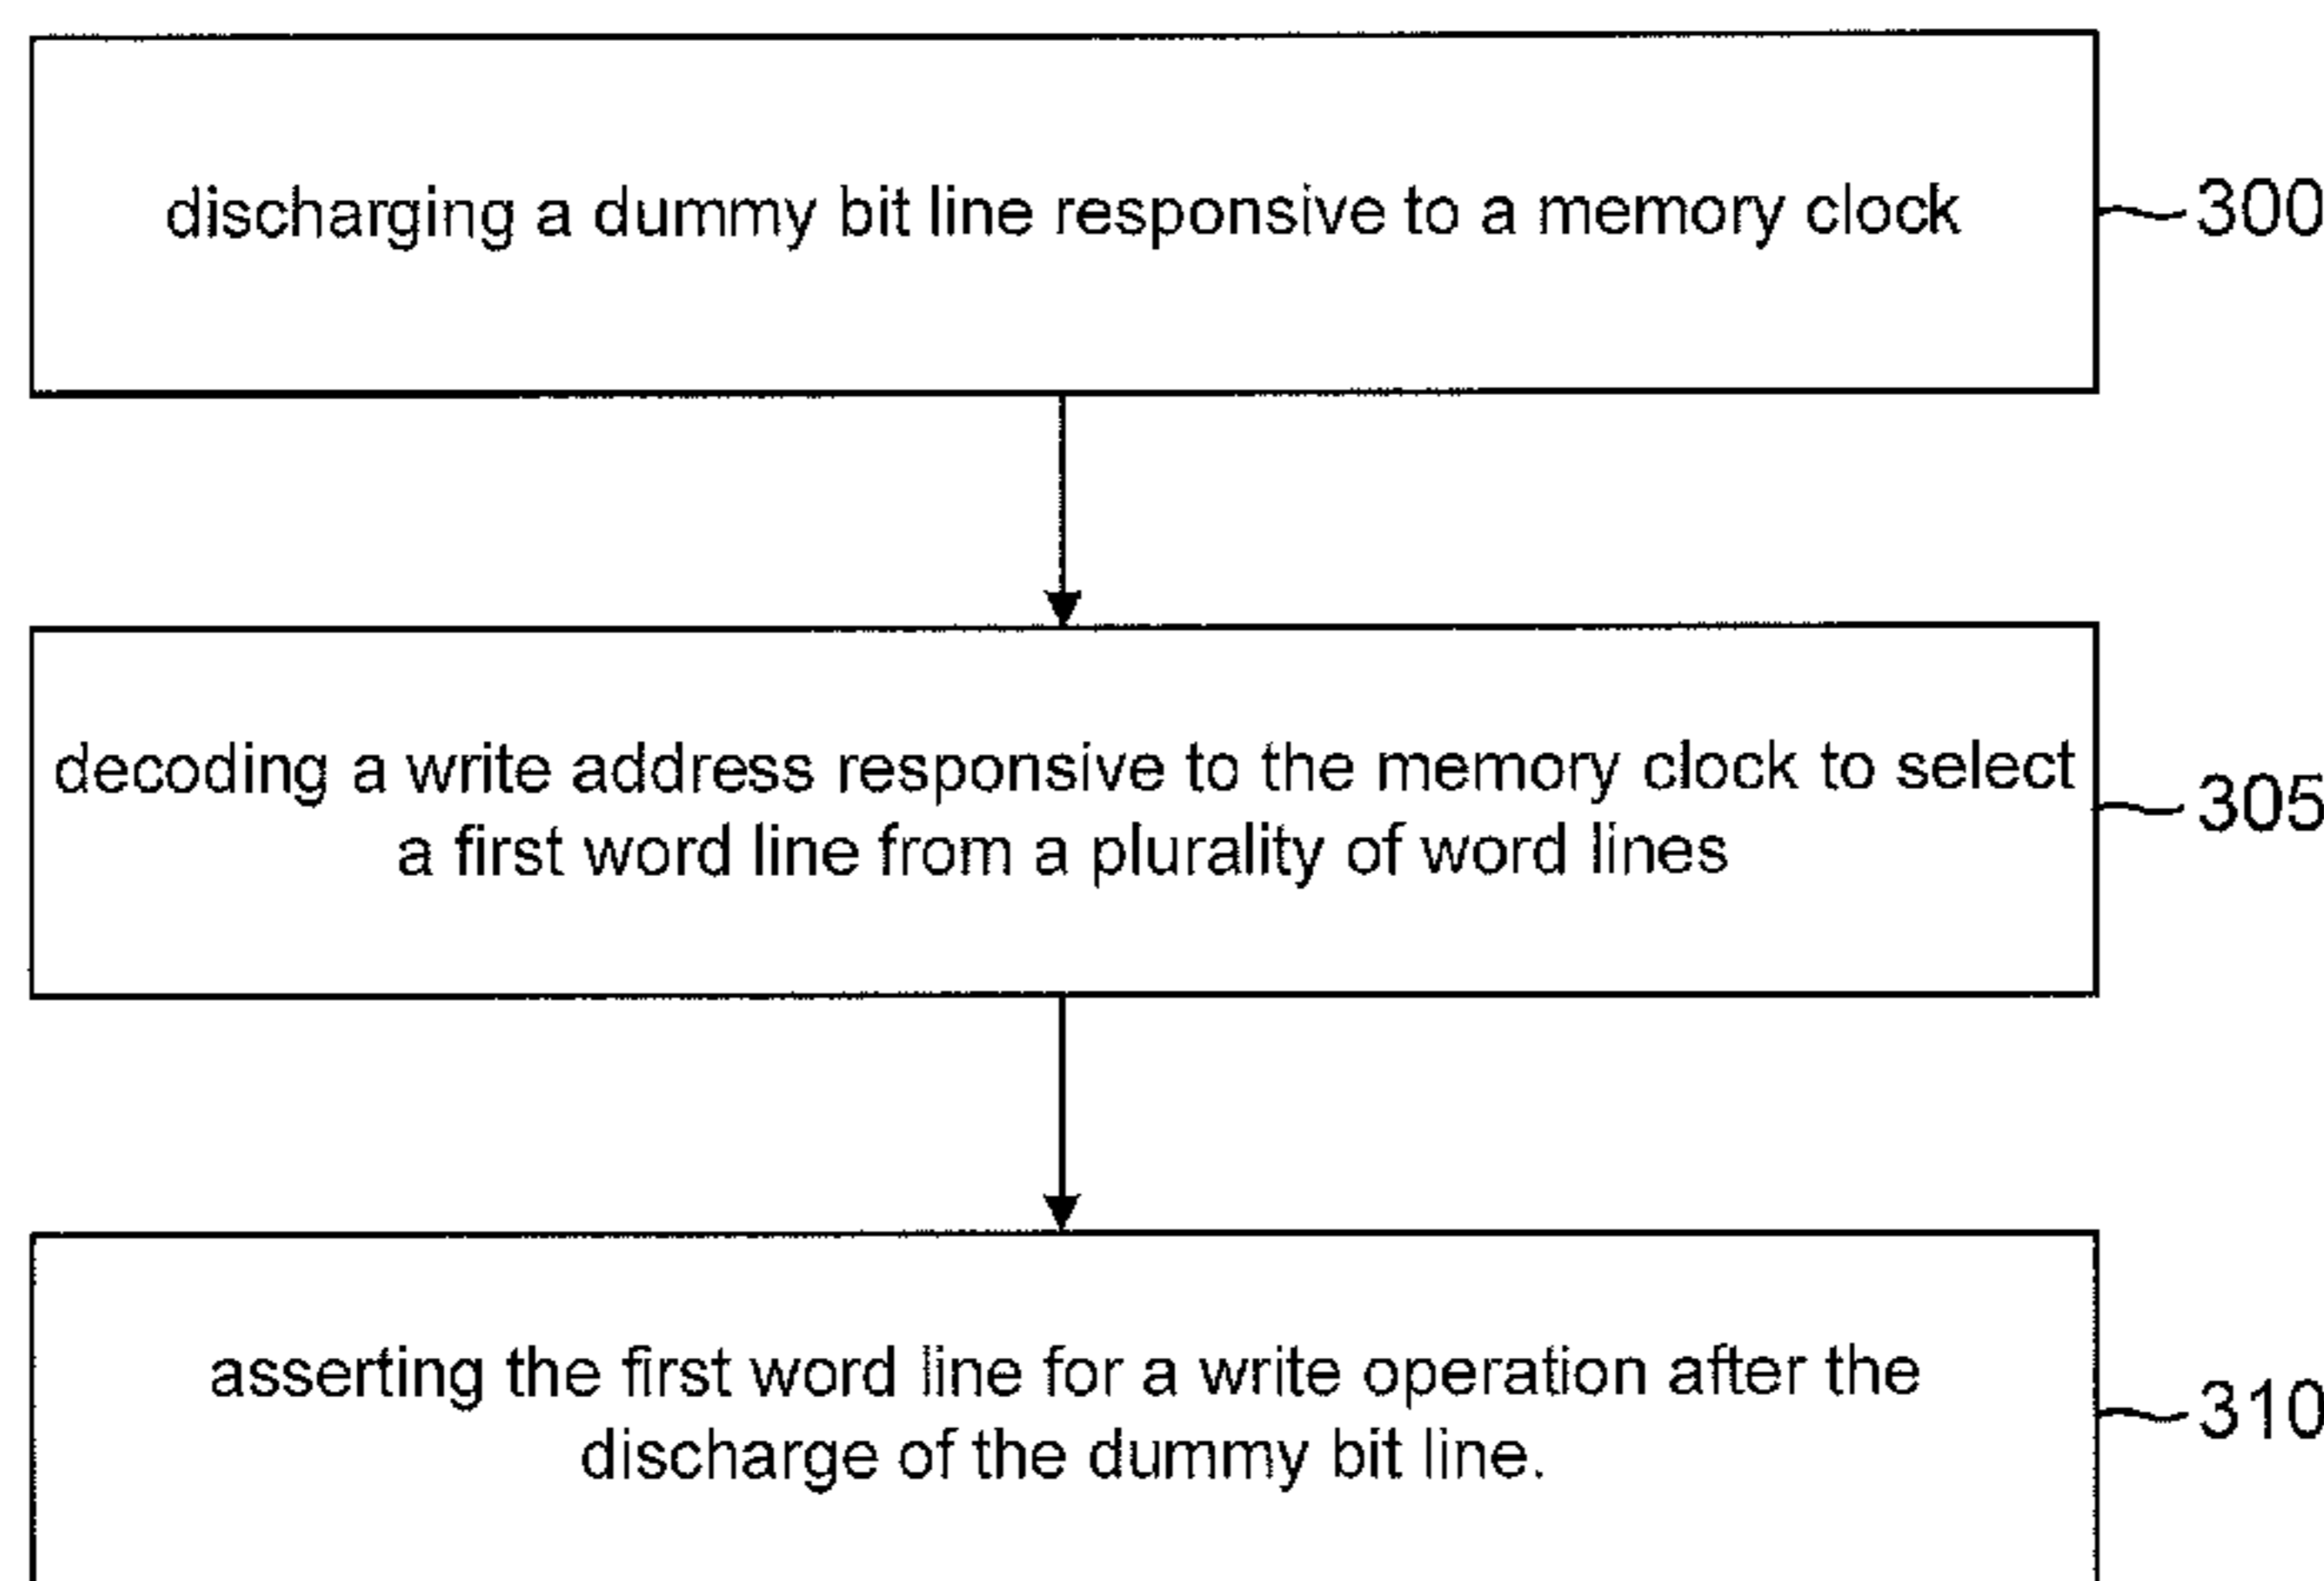 discharging a dummy bit line responsive to a memory clock
300
decoding a write address responsive to the memory clock to select
a first word line from a plurality of word lines
305
asserting the first word line for a write operation after the
discharge of the dummy bit line.
310